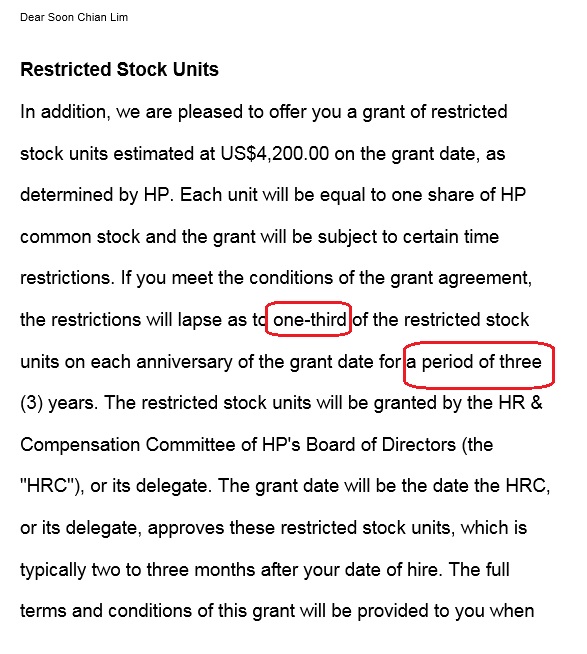 Dear Soon Chian Lim
Restricted Stock Units
In addition, we are pleased to offer you a grant of restricted
stock units estimated at US$4,200.00 on the grant date, as
determined by HP. Each unit will be equal to one share of HP
common stock and the grant will be subject to certain time
restrictions. If you meet the conditions of the grant agreement,
the restrictions will lapse as to one-third of the restricted stock
units on each anniversary of the grant date for a period of three
(3) years. The restricted stock units will be granted by the HR &
Compensation Committee of HP's Board of Directors (the
"HRC"), or its delegate. The grant date will be the date the HRC,
or its delegate, approves these restricted stock units, which is
typically two to three months after your date of hire. The full
terms and conditions of this grant will be provided to you when